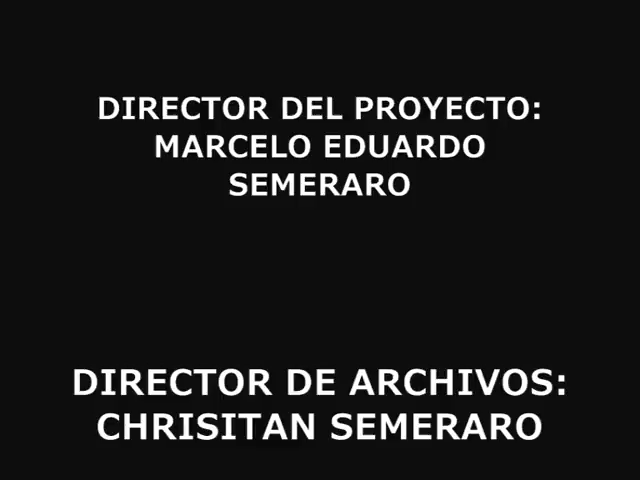 DIRECTOR DEL PROYECTO:
MARCELO EDUARDO
SEMERARO
DIRECTOR DE ARCHIVOS:
CHRISITAN SEMERARO